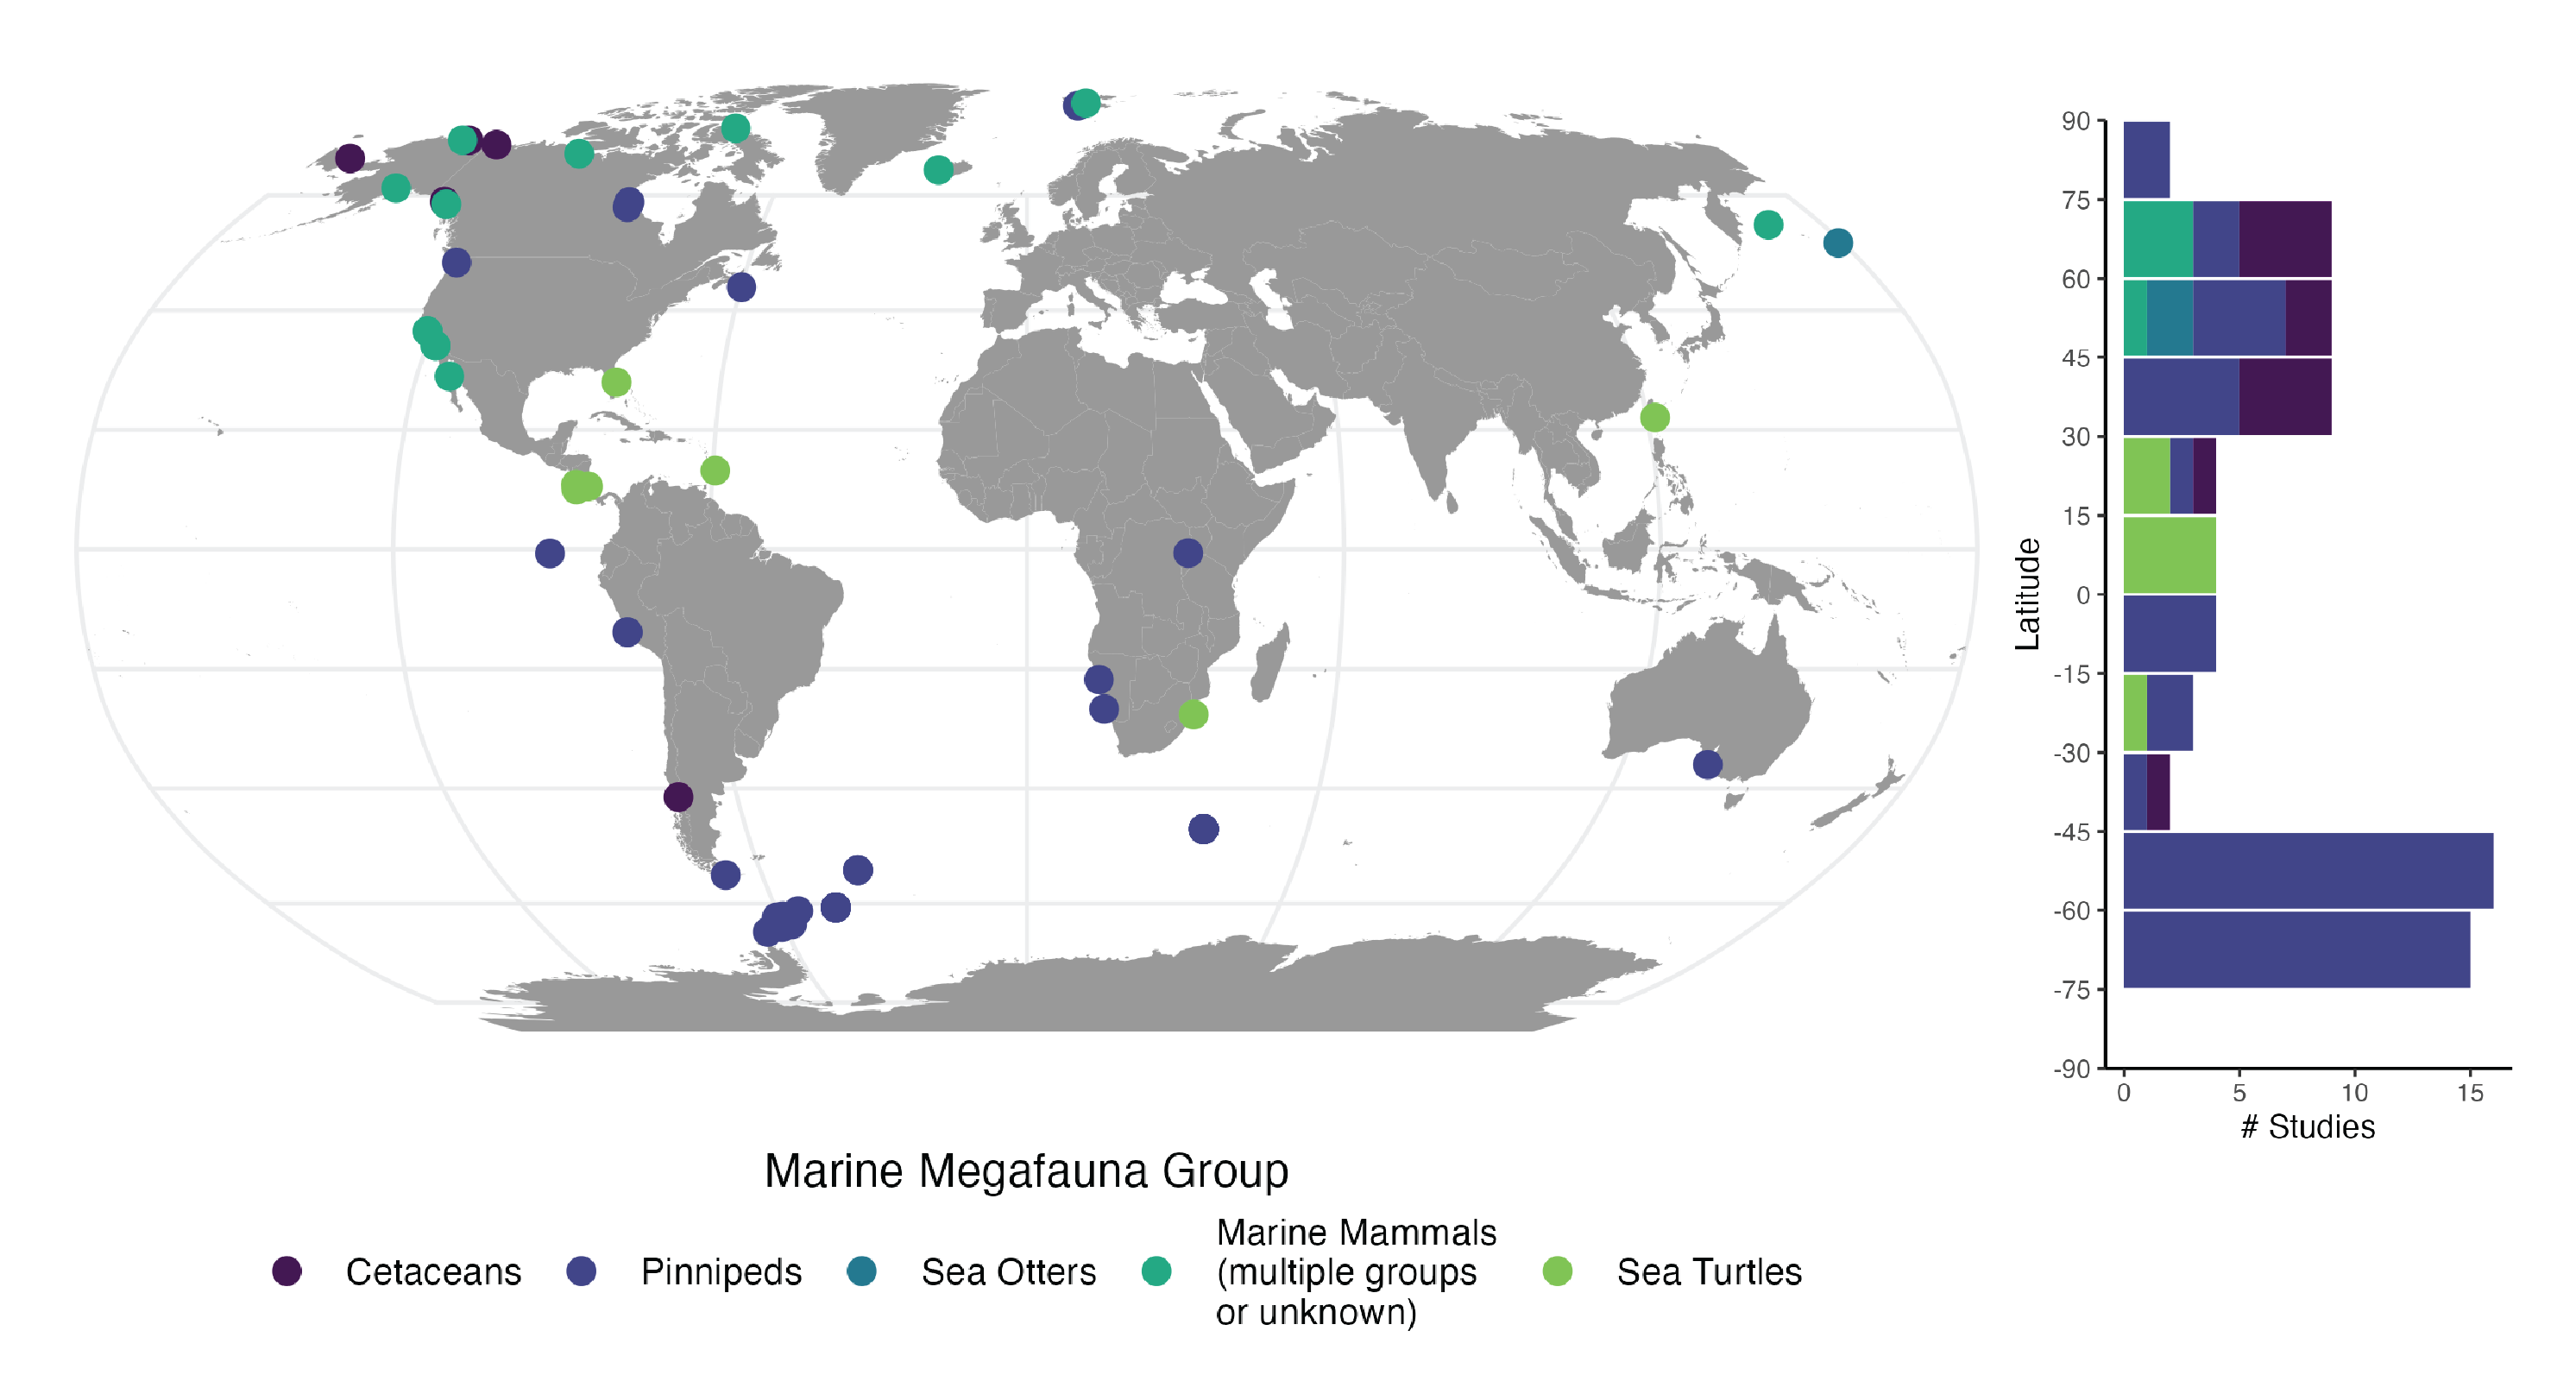 90
75
60
45
30
15
0
-15
-30
-45
-60
-75
-90
Latitude
0 5 10 15
# Studies
Marine Megafauna Group
Cetaceans
Pinnipeds
Sea Otters
Marine Mammals
(multiple groups
or unknown)
Sea Turtles